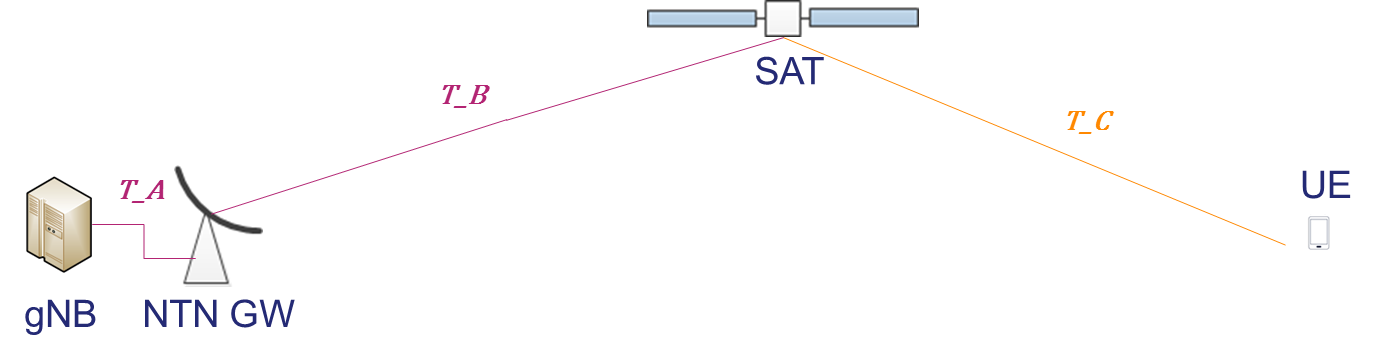 SAT
T_B
T_C
T_A
UE
gNB
NTN GW